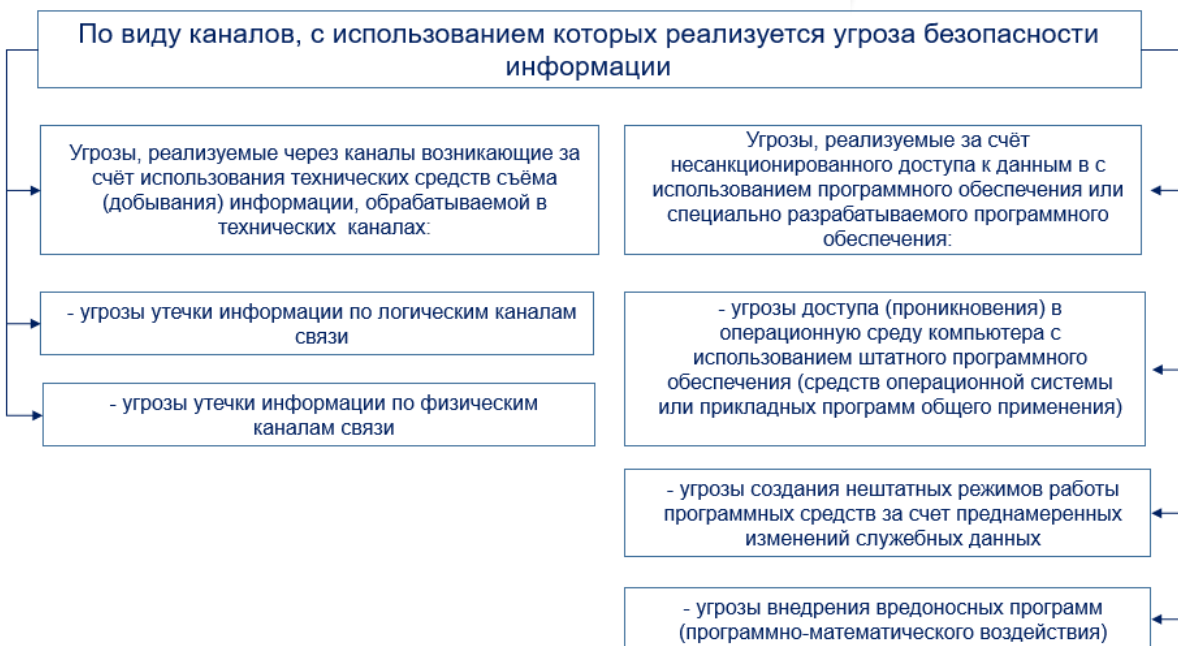 По виду каналов, с использованием которых реализуется угроза безопасности
информации
Угрозы, реализуемые через каналы возникающие за
счёт использования технических средств съёма
(добывания) информации, обрабатываемой в
технических каналах:
- угрозы утечки информации по логическим каналам
связи
- угрозы утечки информации по физическим
каналам связи
Угрозы, реализуемые за счёт
несанкционированного доступа к данным в с
использованием программного обеспечения или
специально разрабатываемого программного
обеспечения:
- угрозы доступа (проникновения) в
операционную среду компьютера с
использованием штатного программного
обеспечения (средств операционной системы
или прикладных программ общего применения)
- угрозы создания нештатных режимов работы
программных средств за счет преднамеренных
изменений служебных данных
- угрозы внедрения вредоносных программ
(программно-математического воздействия)